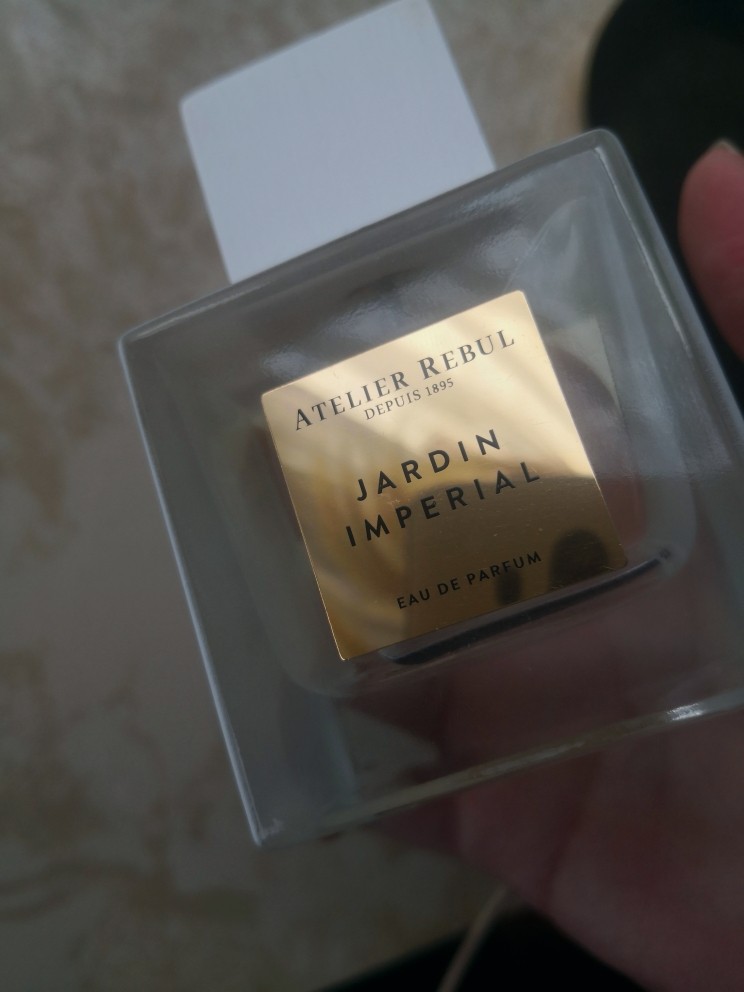 ATELIER REBUL
DEPUIS 1895
JARDIN
IMPERIAL
EAU DE PARFUM